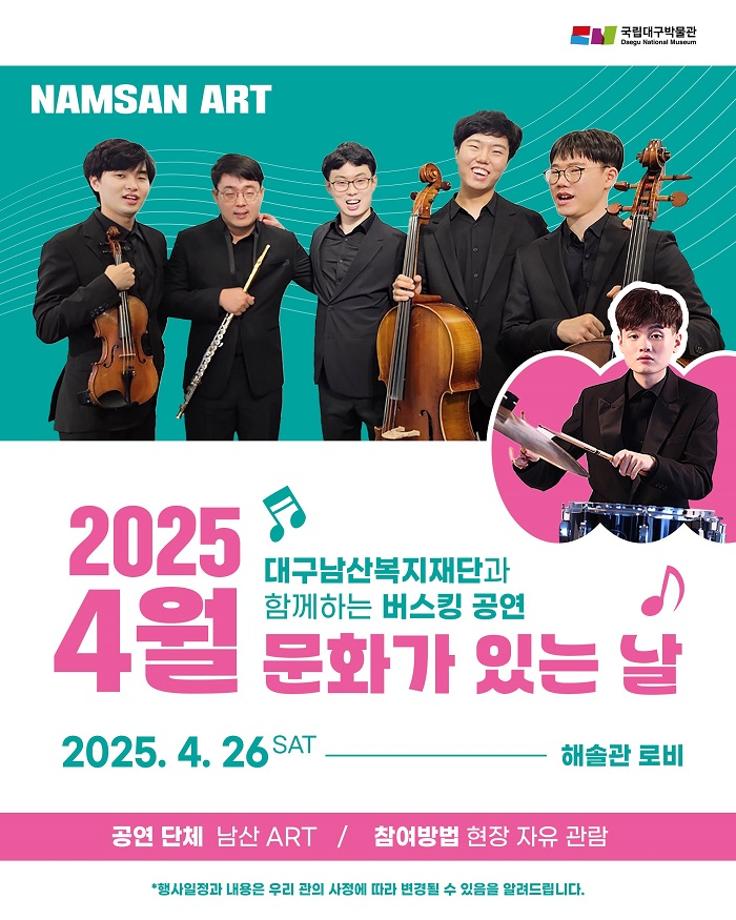 국립대구박물관
Daegu National Museum
NAMSAN ART
2025
4월
대구남산복지재단과
함께하는 버스킹 공연
문화가 있는 날
2025. 4. 26 SAT
해솔관 로비
공연 단체 남산 ART / 참여방법 현장 자유 관람
*행사일정과 내용은 우리 관의 사정에 따라 변경될 수 있음을 알려드립니다.